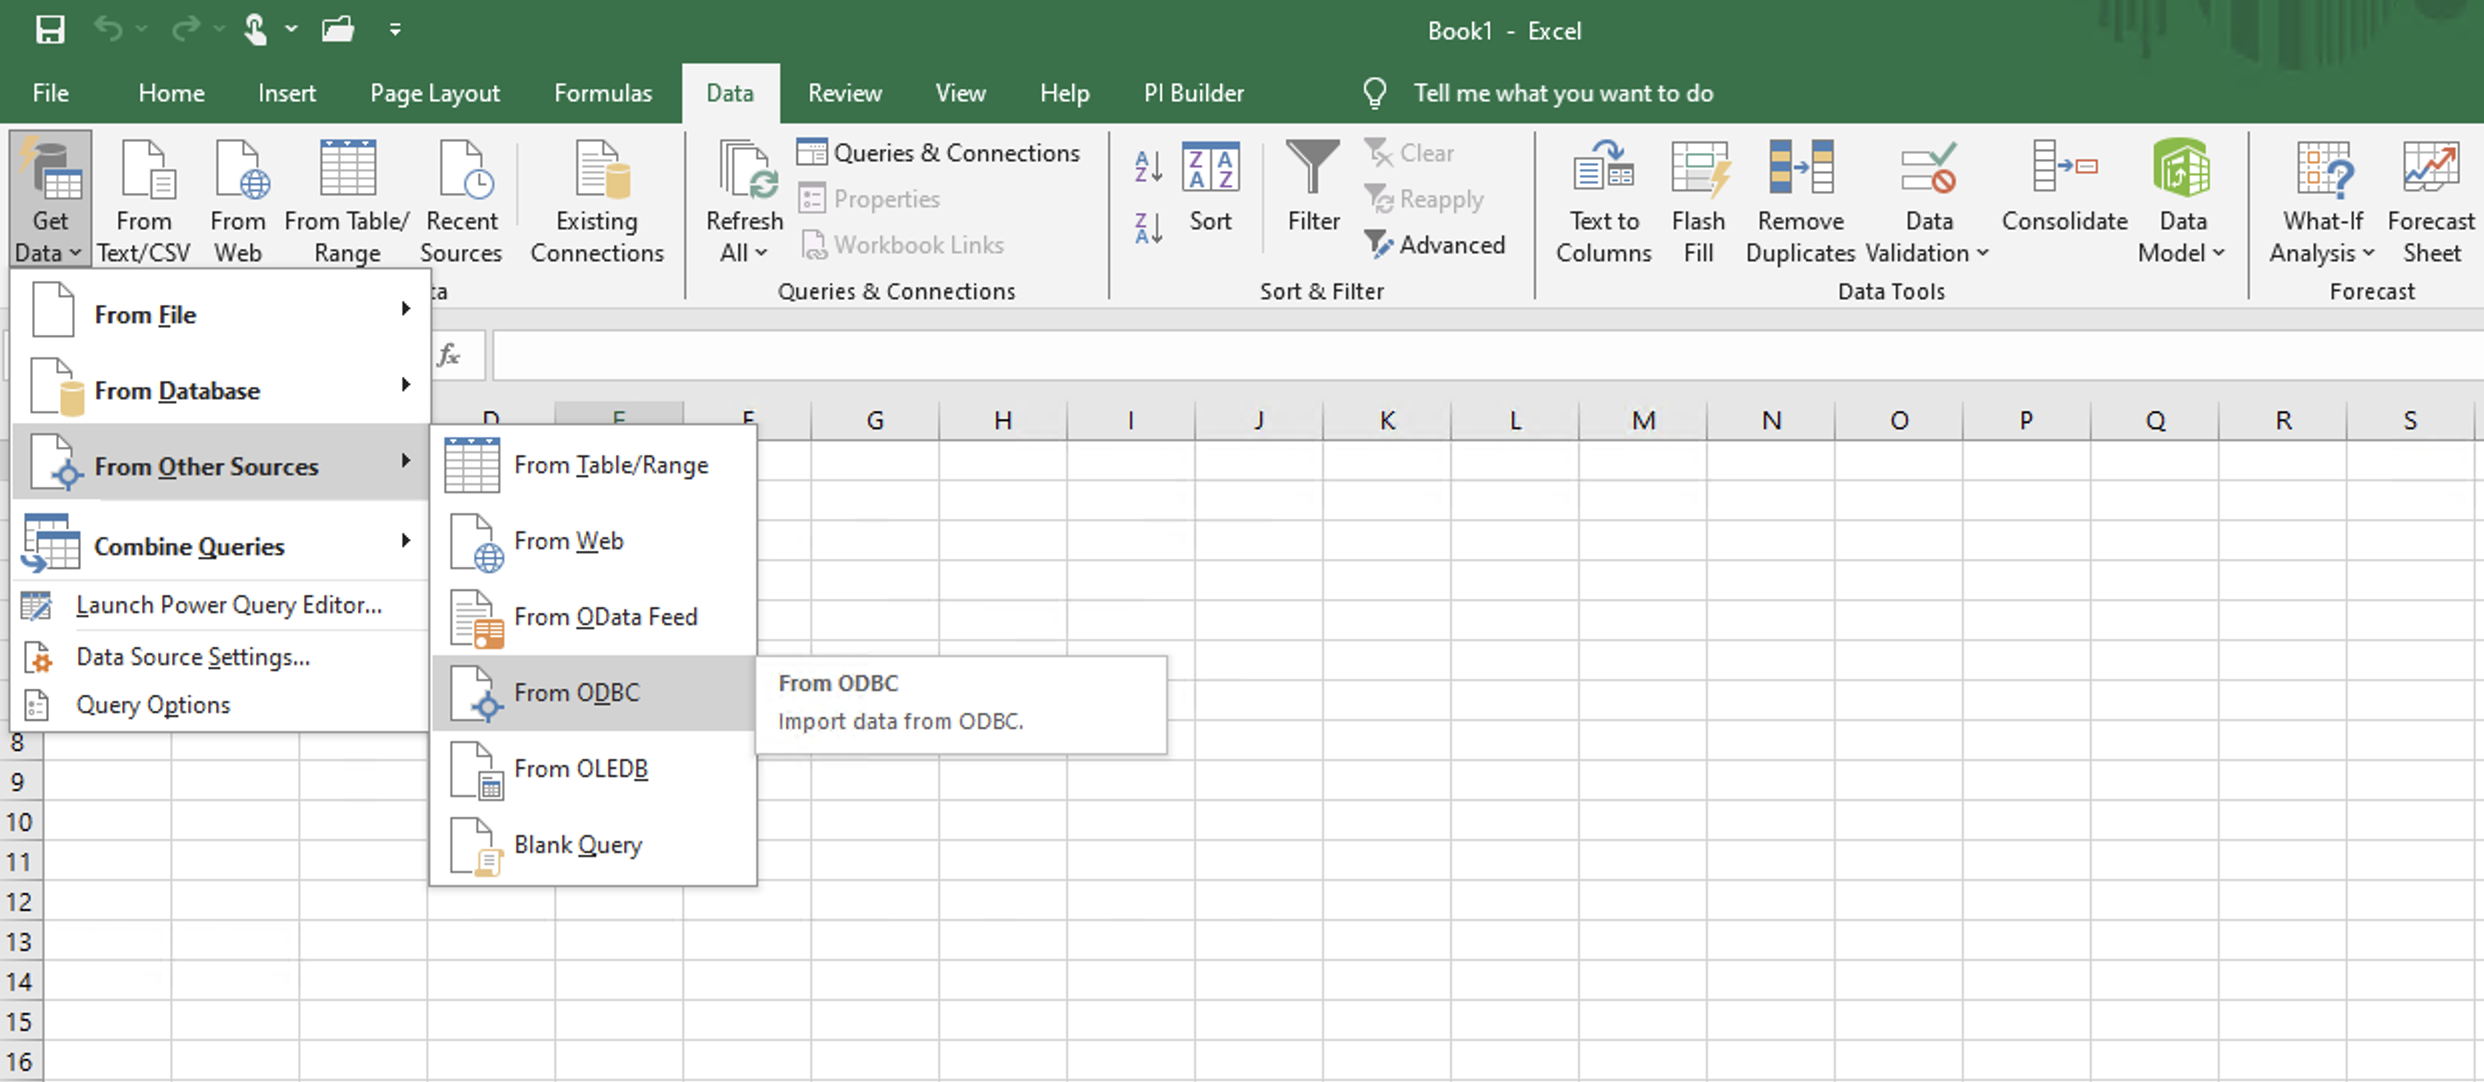 Book1 - Excel
File Home Insert Page Layout Formulas Data Review View Help PI Builder Tell me what you want to do
Get Data
From Text/CSV
From Web
From Table/ Range
Recent Sources
Existing Connections
Refresh All
Queries & Connections
Properties
Workbook Links
Queries & Connections
A Z
Z A
Z A A Z
Sort
Filter
Clear
Reapply
Advanced
Sort & Filter
Text to Columns
Flash Fill
Remove Duplicates
Data Validation
Consolidate
Data Model
Data Tools
What-If Analysis
Forecast Sheet
Forecast
ta
fx
From File
From Database
From Other Sources
Combine Queries
Launch Power Query Editor...
Data Source Settings...
Query Options
D E F G H I J K L M N O P Q R S
From Table/Range
From Web
From OData Feed
From ODBC
From OLEDB
Blank Query
From ODBC
Import data from ODBC.
8
9
10
11
12
13
14
15
16